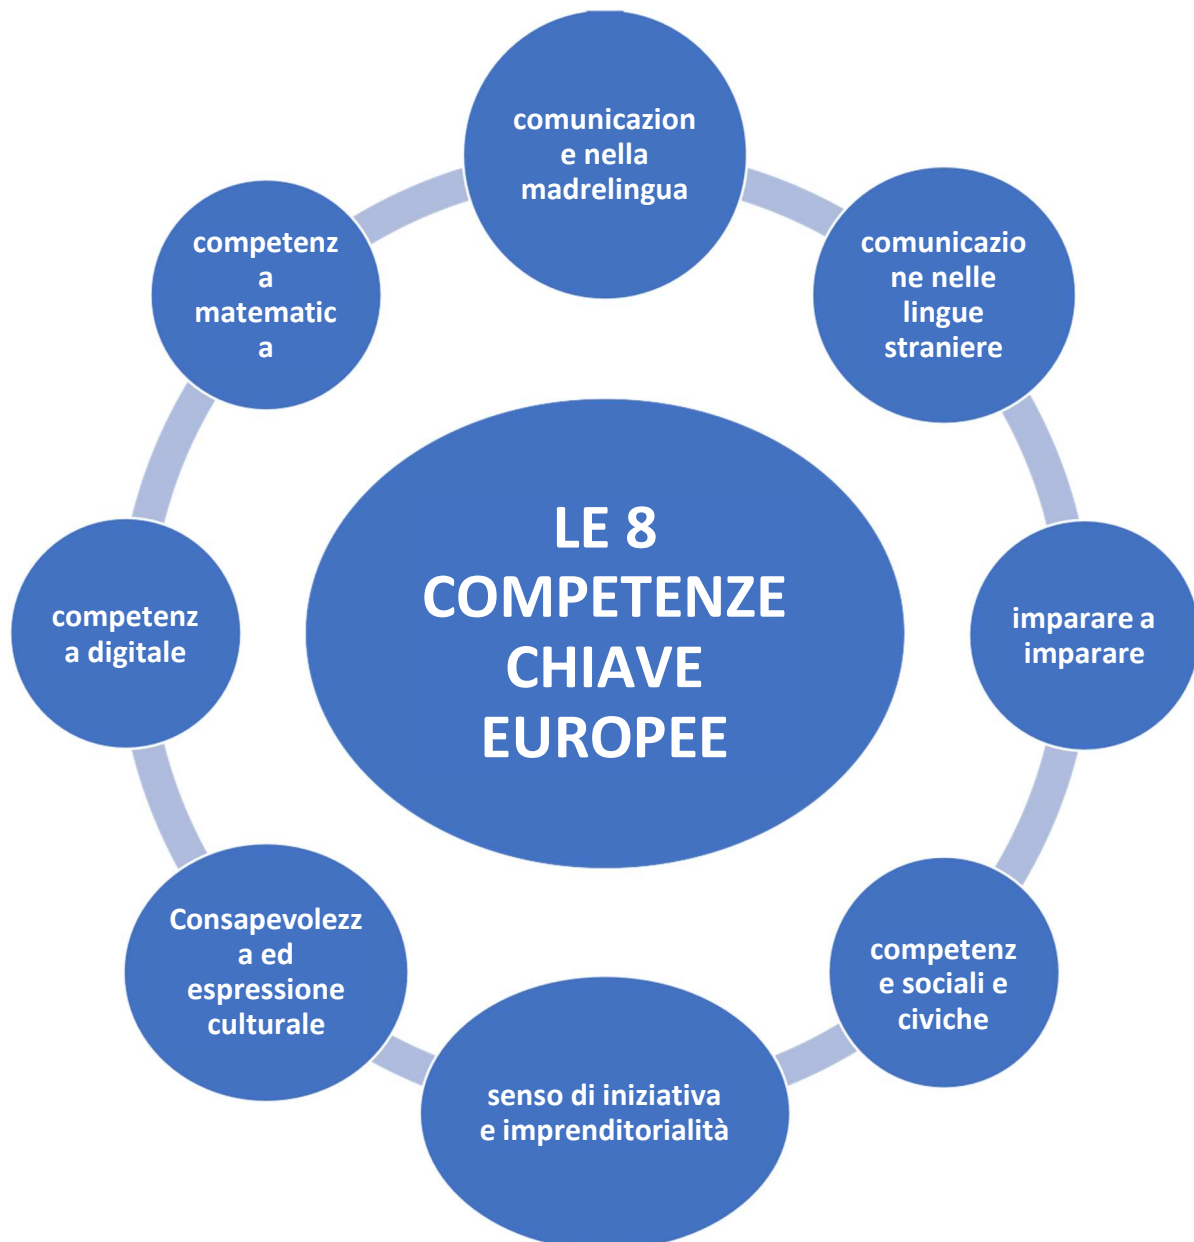 comunicazion
e nella
madrelingua
comunicazio
ne nelle
lingue
straniere
imparare a
imparare
competenz
e sociali e
civiche
senso di iniziativa
e imprenditorialità
Consapevolezz
a ed
espressione
culturale
competenz
a digitale
competenz
a
matematic
a
LE 8
COMPETENZE
CHIAVE
EUROPEE